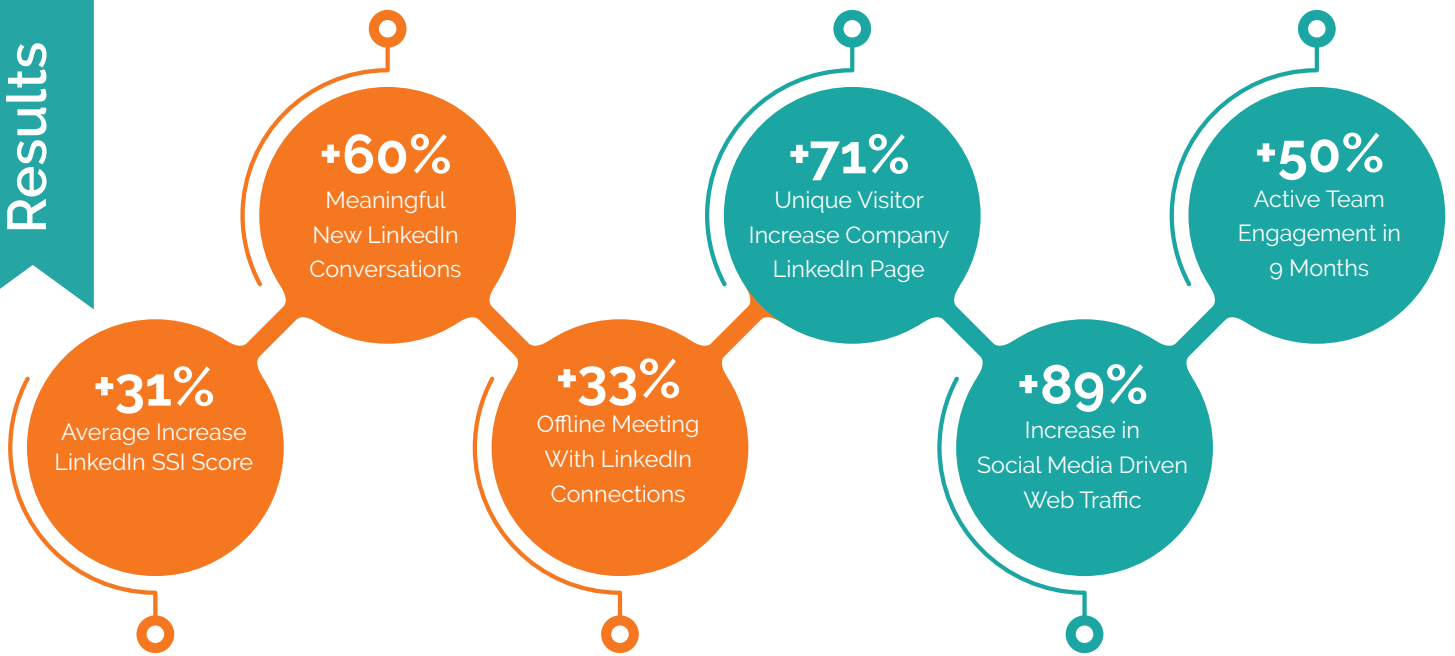 Results
+31%
Average Increase
LinkedIn SSI Score
+60%
Meaningful
New LinkedIn
Conversations
+33%
Offline Meeting
With LinkedIn
Connections
+71%
Unique Visitor
Increase Company
LinkedIn Page
+89%
Increase in
Social Media Driven
Web Traffic
+50%
Active Team
Engagement in
9 Months